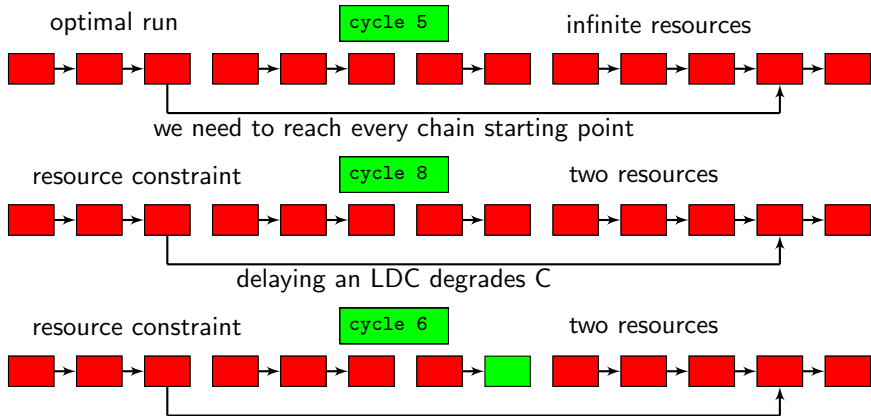 optimal run
cycle 5
infinite resources
we need to reach every chain starting point
resource constraint
cycle 8
two resources
delaying an LDC degrades C
resource constraint
cycle 6
two resources